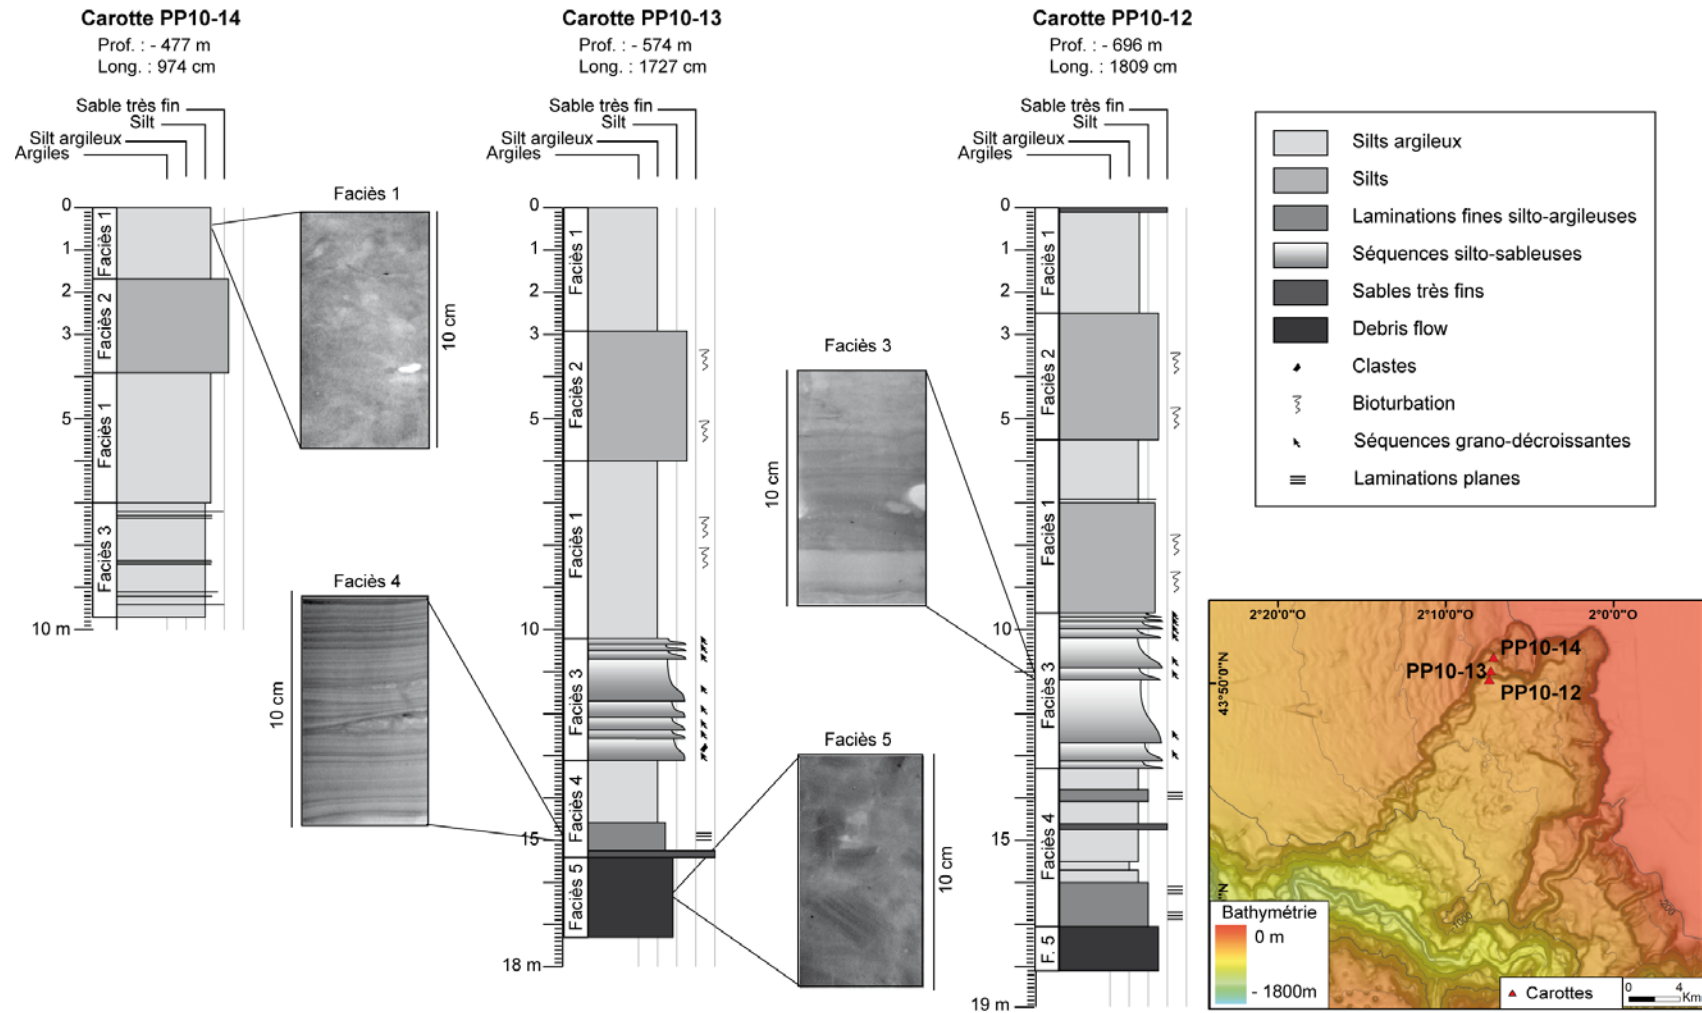 Carotte PP10-14
Prof. : - 477 m
Long. : 974 cm
Sable très fin
Silt
Silt argileux
Argiles
0
1
2
3
5
10 m
Faciès 1
Faciès 2
Faciès 1
Faciès 3
Faciès 1
10 cm
Faciès 4
10 cm
Carotte PP10-13
Prof. : - 574 m
Long. : 1727 cm
Sable très fin
Silt
Silt argileux
Argiles
0
1
2
3
5
10
15
18 m
Faciès 1
Faciès 2
Faciès 1
Faciès 3
Faciès 4
Faciès 5
Faciès 3
10 cm
Faciès 5
10 cm
Carotte PP10-12
Prof. : - 696 m
Long. : 1809 cm
Sable très fin
Silt
Silt argileux
Argiles
0
1
2
3
5
10
15
19 m
Faciès 1
Faciès 2
Faciès 1
Faciès 3
Faciès 4
F. 5
Silts argileux
Silts
Laminations fines silto-argileuses
Séquences silto-sableuses
Sables très fins
Debris flow
Clastes
Bioturbation
Séquences grano-décroissantes
Laminations planes
2°20'0"O
2°10'0"O
2°0'0"O
43°50'0"N
PP10-14
PP10-13
PP10-12
-200
-1000
"N
Bathymétrie
0 m
- 1800m
Carottes
0
4
Km